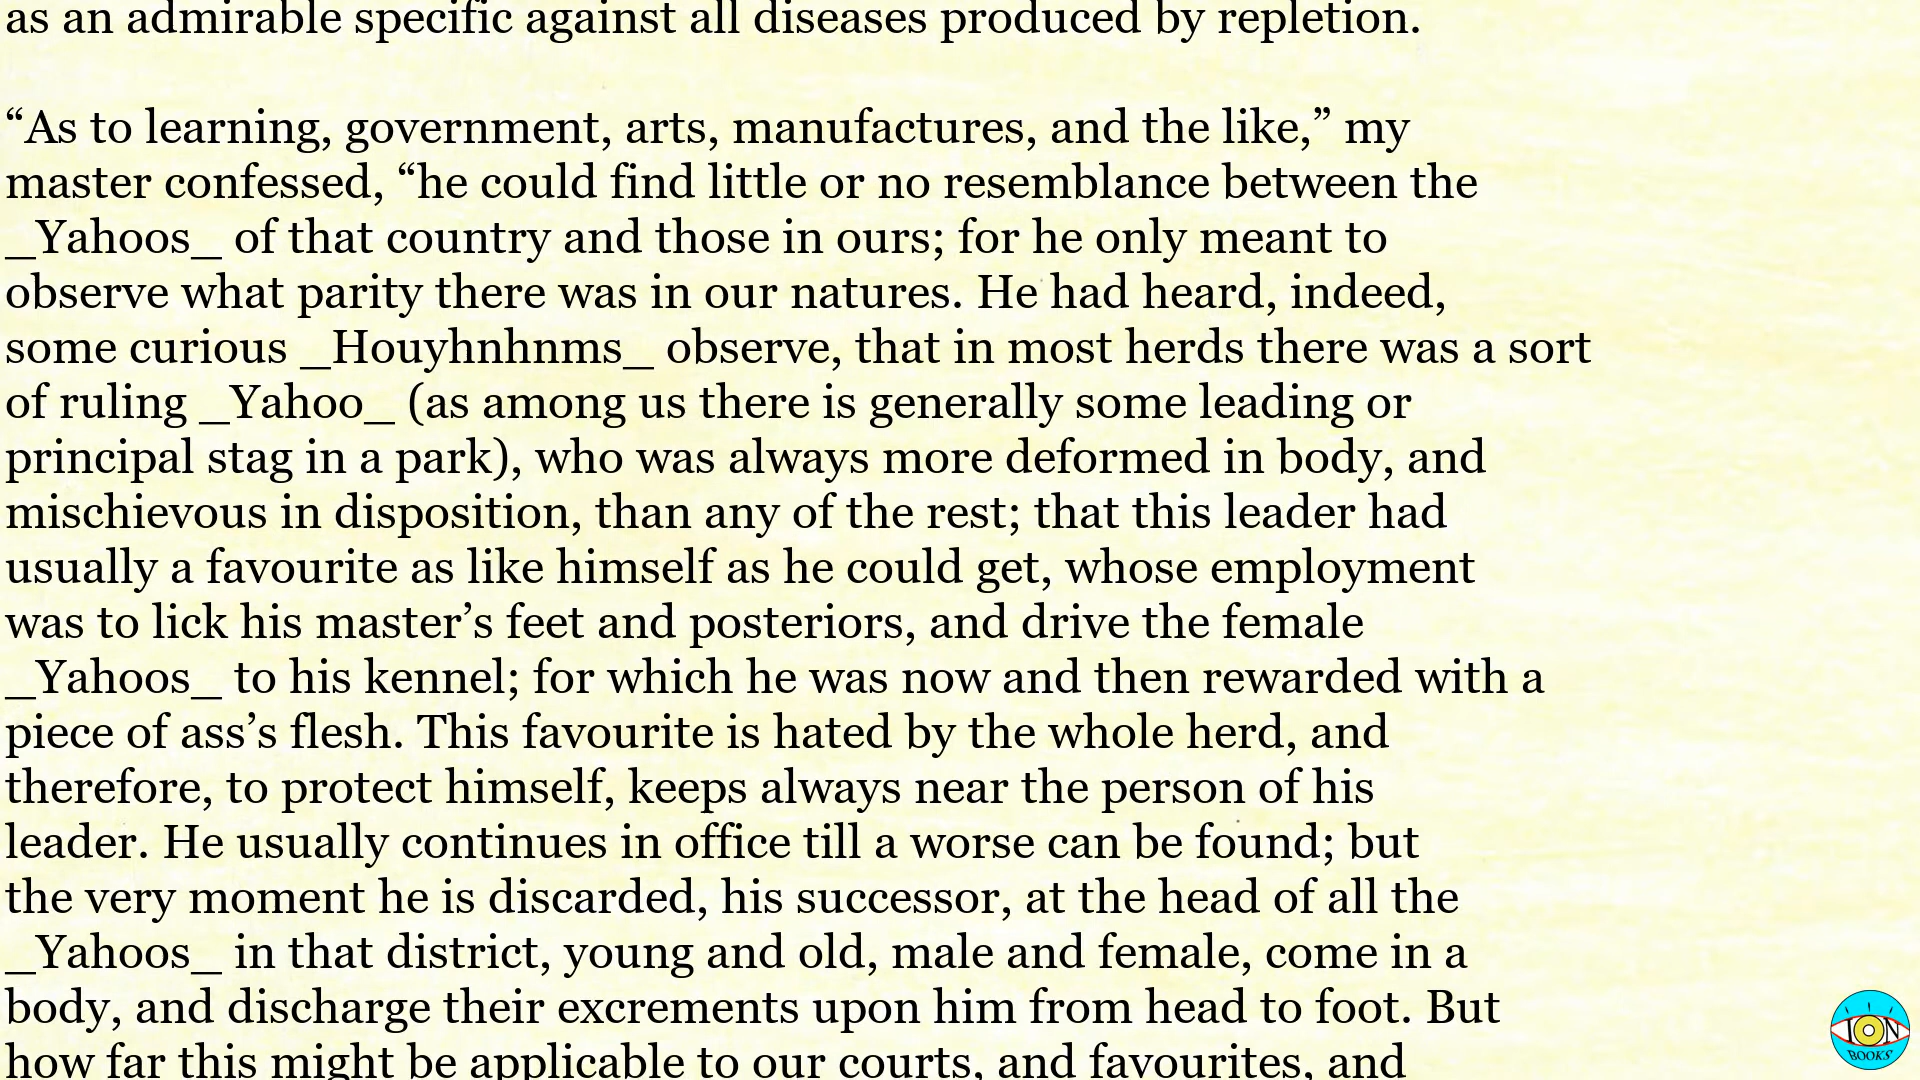 as an admirable specific against all diseases produced by repletion.
“As to learning, government, arts, manufactures, and the like,” my
master confessed, “he could find little or no resemblance between the
_Yahoos_ of that country and those in ours; for he only meant to
observe what parity there was in our natures. He had heard, indeed,
some curious _Houyhnhnms_ observe, that in most herds there was a sort
of ruling _Yahoo_ (as among us there is generally some leading or
principal stag in a park), who was always more deformed in body, and
mischievous in disposition, than any of the rest; that this leader had
usually a favourite as like himself as he could get, whose employment
was to lick his master’s feet and posteriors, and drive the female
_Yahoos_ to his kennel; for which he was now and then rewarded with a
piece of ass’s flesh. This favourite is hated by the whole herd, and
therefore, to protect himself, keeps always near the person of his
leader. He usually continues in office till a worse can be found; but
the very moment he is discarded, his successor, at the head of all the
_Yahoos_ in that district, young and old, male and female, come in a
body, and discharge their excrements upon him from head to foot. But
how far this might be applicable to our courts, and favourites, and
ION
BOOKS